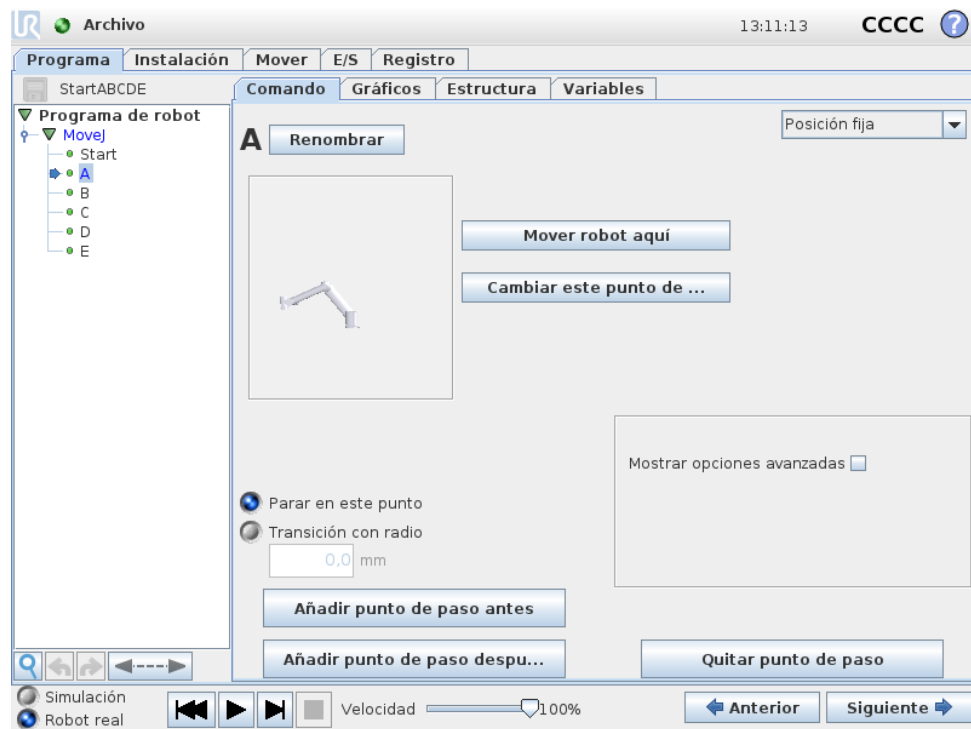 UR Archivo 13:11:13 CCCC ?
Programa Instalación Mover E/S Registro
StartABCDE
Comando Gráficos Estructura Variables
Programa de robot
MoveJ
Start
A
B
C
D
E
A Renombrar
Posición fija
Mover robot aquí
Cambiar este punto de ...
Mostrar opciones avanzadas
Parar en este punto
Transición con radio
0,0 mm
Añadir punto de paso antes
Añadir punto de paso despu...
Quitar punto de paso
Simulación
Robot real
Velocidad 100%
Anterior Siguiente